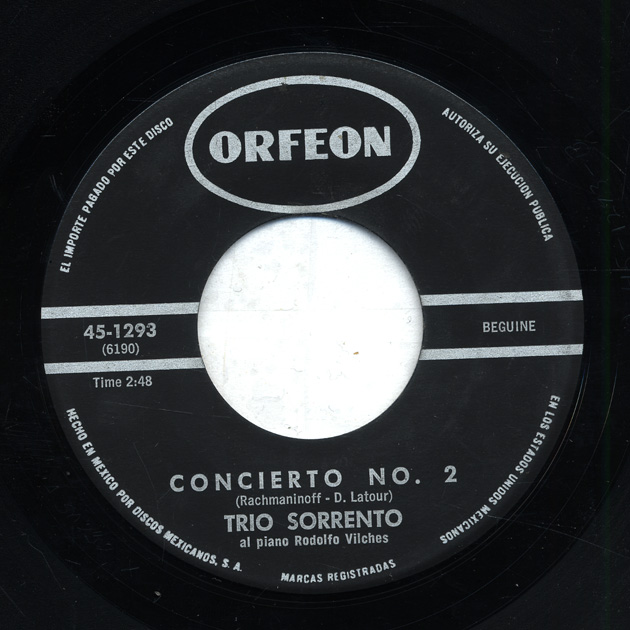 ORFEON
EL IMPORTE PAGADO POR ESTE DISCO
AUTORIZA SU EJECUCION PUBLICA
45-1293
(6190)
BEGUINE
Time 2:48
CONCIERTO NO. 2
(Rachmaninoff - D. Latour)
TRIO SORRENTO
al piano Rodolfo Vilches
HECHO EN MEXICO POR DISCOS MEXICANOS, S. A.
MARCAS REGISTRADAS
EN LOS ESTADOS UNIDOS MEXICANOS